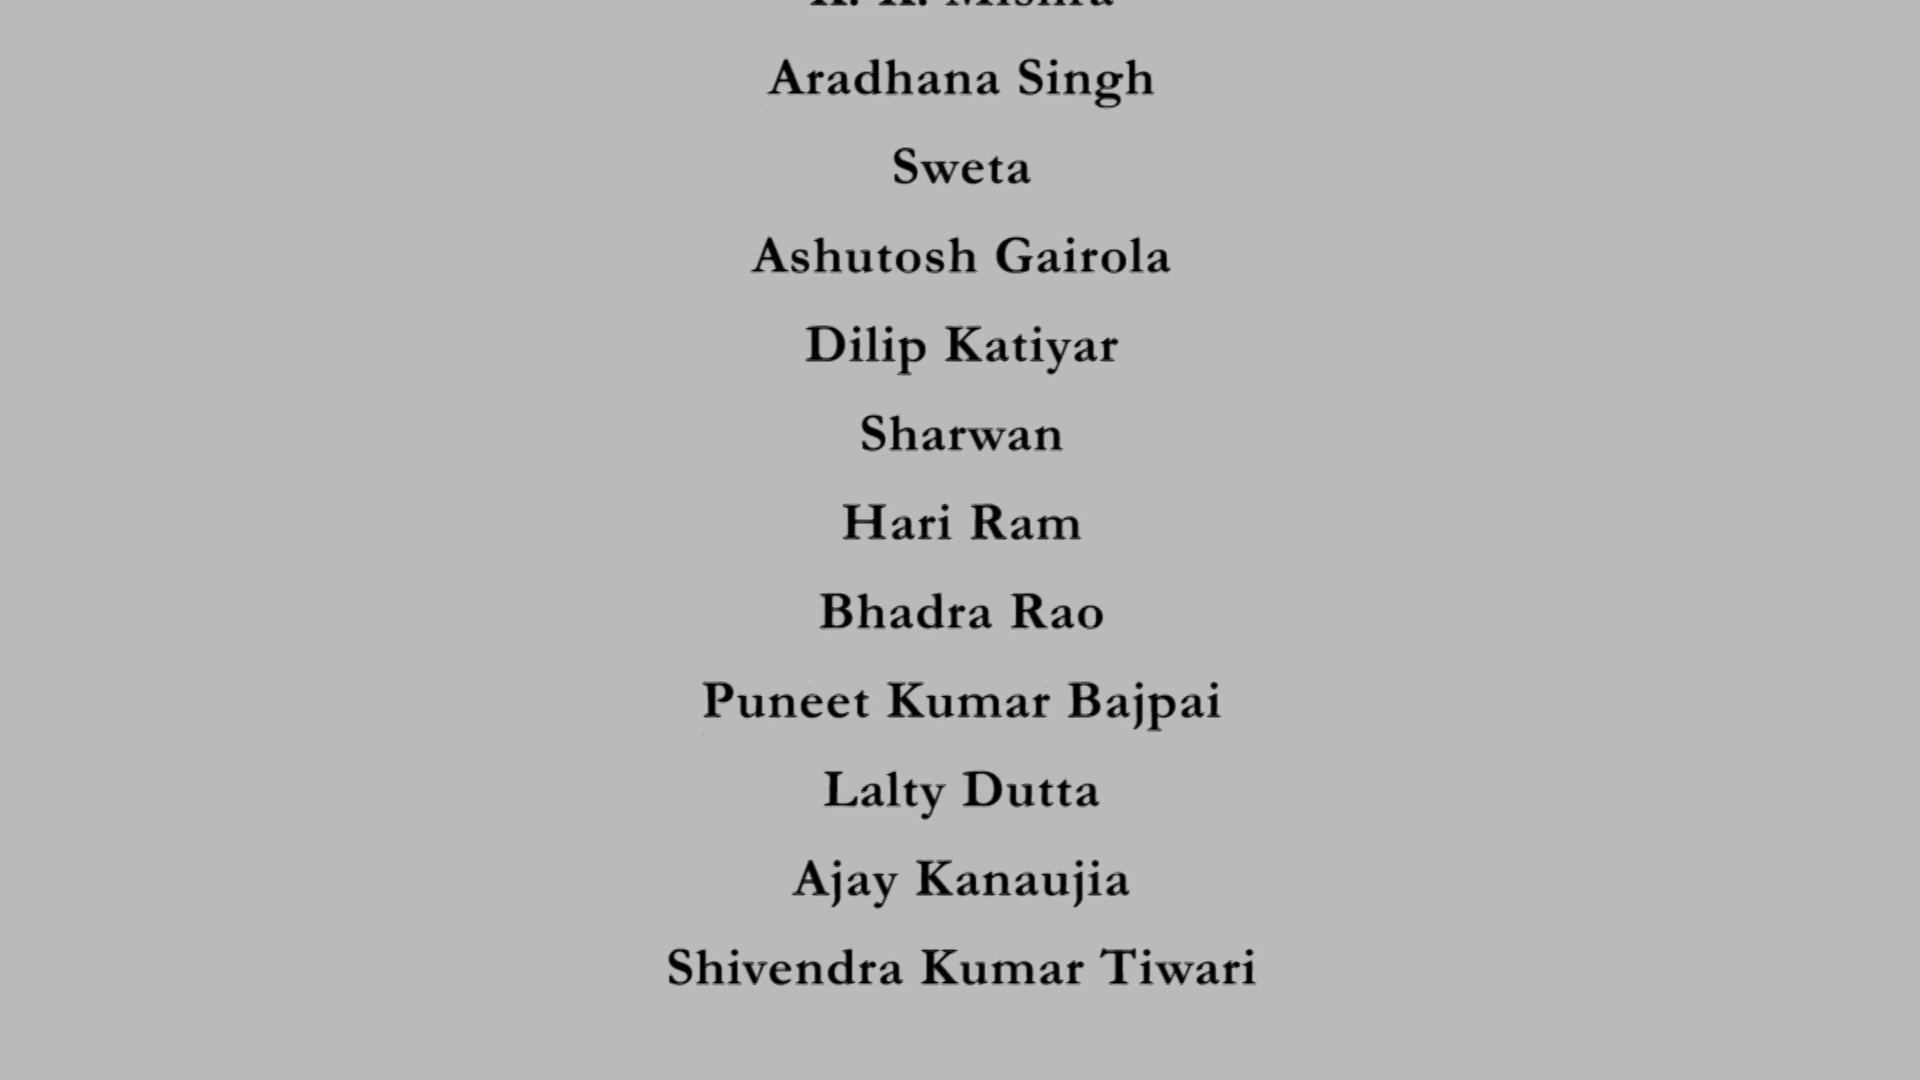 Aradhana Singh
Sweta
Ashutosh Gairola
Dilip Katiyar
Sharwan
Hari Ram
Bhadra Rao
Puneet Kumar Bajpai
Lalty Dutta
Ajay Kanaujia
Shivendra Kumar Tiwari